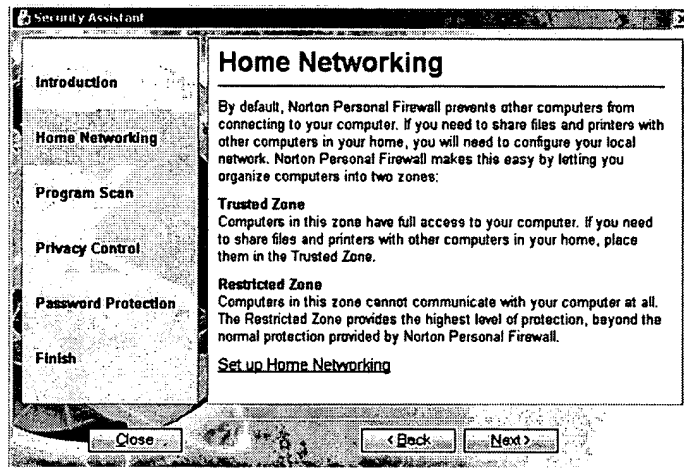 Security Assistant
Introduction
Home Networking
Program Scan
Privacy Control
Password Protection
Finish
Home Networking
By default, Norton Personal Firewall prevents other computers from
connecting to your computer. If you need to share files and printers with
other computers in your home, you will need to configure your local
network. Norton Personal Firewall makes this easy by letting you
organize computers into two zones:
Trusted Zone
Computers in this zone have full access to your computer. If you need
to share files and printers with other computers in your home, place
them in the Trusted Zone.
Restricted Zone
Computers in this zone cannot communicate with your computer at all.
The Restricted Zone provides the highest level of protection, beyond the
normal protection provided by Norton Personal Firewall.
Set up Home Networking
Close
< Back
Next >